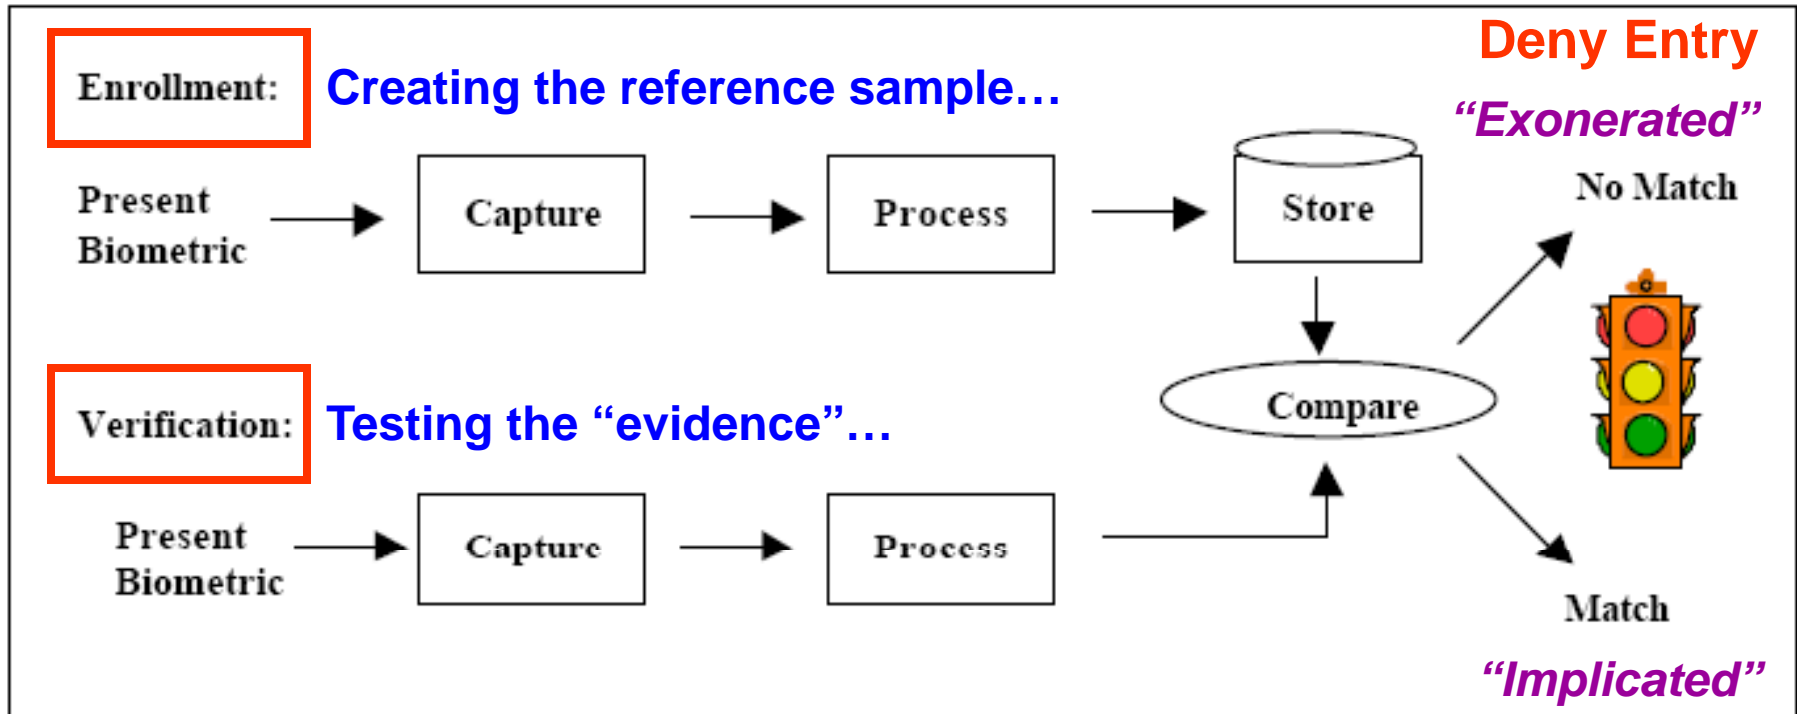 Deny Entry
Enrollment: Creating the reference sample…
“Exonerated”
Present
Biometric
Capture
Process
Store
No Match
Verification: Testing the “evidence”…
Compare
Present
Biometric
Capture
Process
Match
“Implicated”